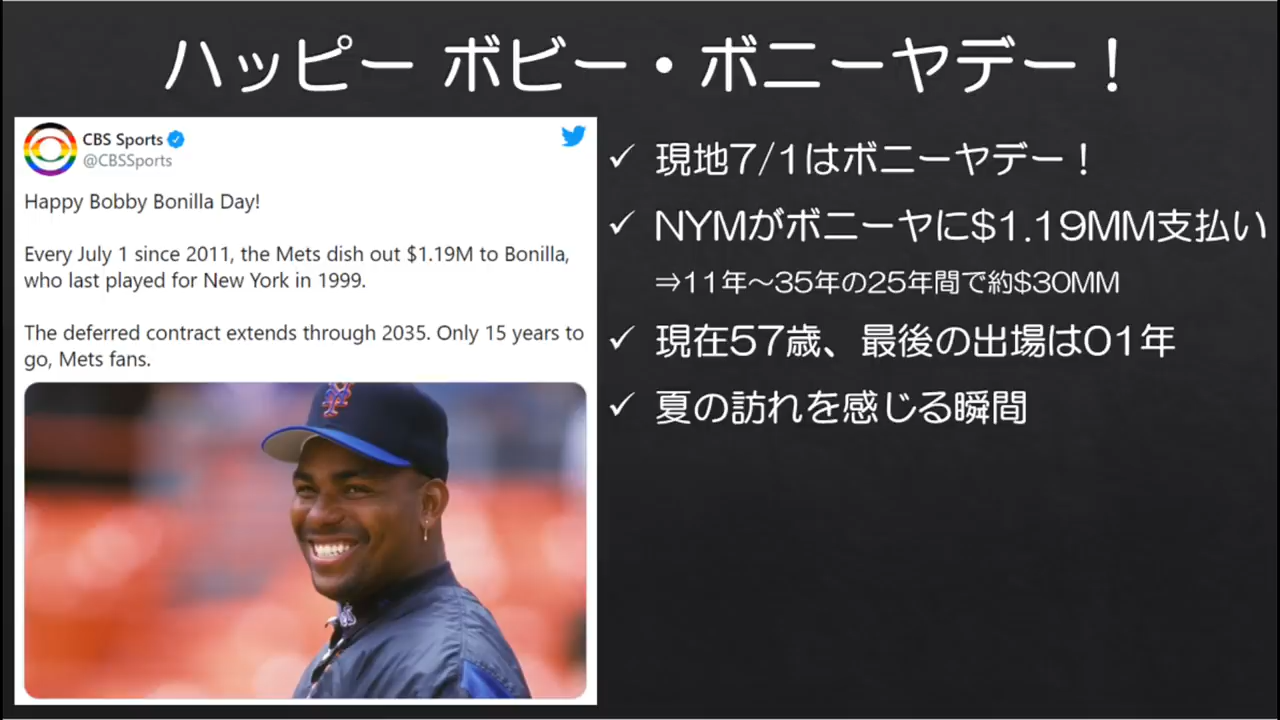 ハッピー ボビー・ボニーヤデー！
CBS Sports
@CBSSports
Happy Bobby Bonilla Day!
Every July 1 since 2011, the Mets dish out $1.19M to Bonilla,
who last played for New York in 1999.
The deferred contract extends through 2035. Only 15 years to
go, Mets fans.
✓ 現地7/1はボニーヤデー！
✓ NYMがボニーヤに$1.19MM支払い
⇒11年～35年の25年間で約$30MM
✓ 現在57歳、最後の出場は01年
✓ 夏の訪れを感じる瞬間